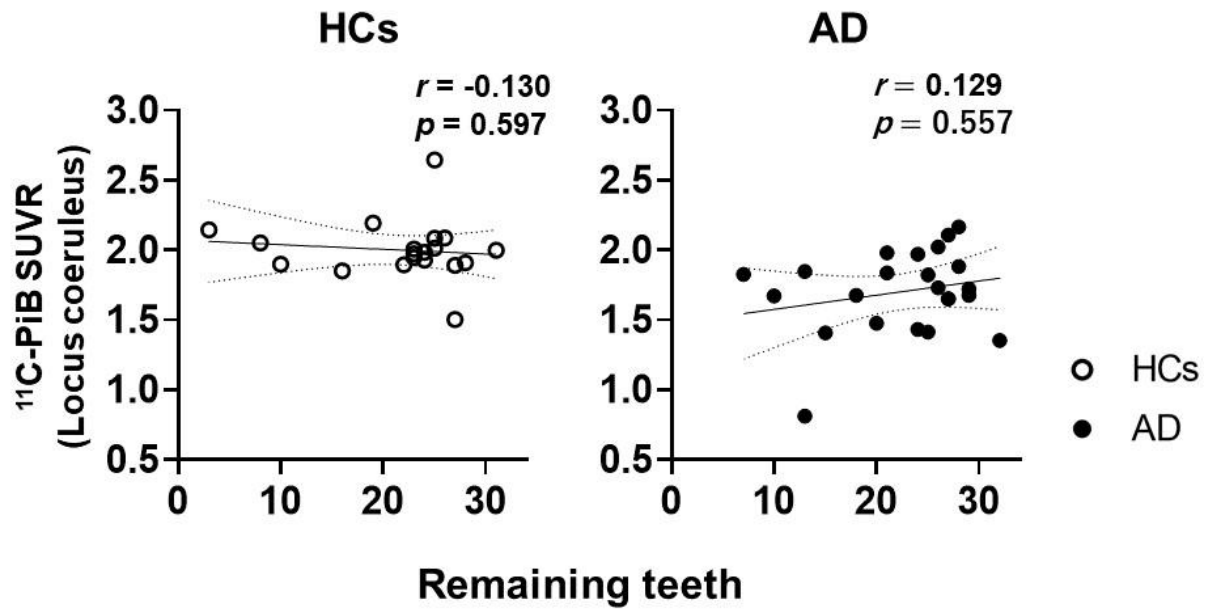 HCs
r = -0.130
p = 0.597
¹¹C-PiB SUVR
(Locus coeruleus)
3.0
2.5
2.0
1.5
1.0
0.5
0 10 20 30
AD
r = 0.129
p = 0.557
3.0
2.5
2.0
1.5
1.0
0.5
0 10 20 30
HCs
AD
Remaining teeth